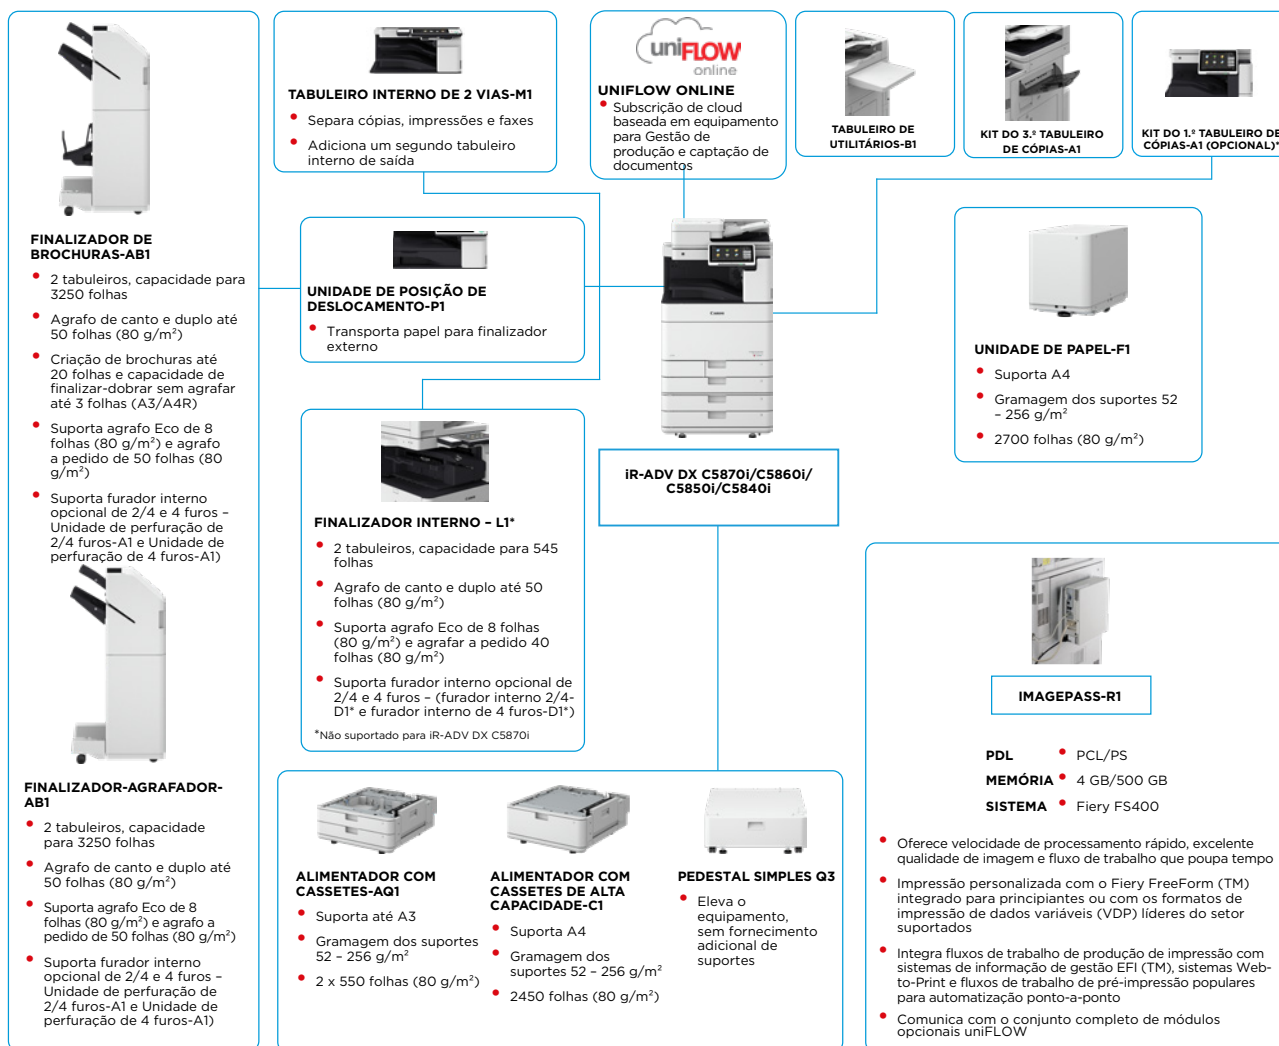 FINALIZADOR DE
BROCHURAS-AB1
2 tabuleiros, capacidade para
3250 folhas
Agrafo de canto e duplo até
50 folhas (80 g/m²)
Criação de brochuras até
20 folhas e capacidade de
finalizar-dobrar sem agrafar
até 3 folhas (A3/A4R)
Suporta agrafo Eco de 8
folhas (80 g/m²) e agrafo
a pedido de 50 folhas (80
g/m²)
Suporta furador interno
opcional de 2/4 e 4 furos –
Unidade de perfuração de
2/4 furos-A1 e Unidade de
perfuração de 4 furos-A1)
FINALIZADOR-AGRAFADOR-
AB1
2 tabuleiros, capacidade
para 3250 folhas
Agrafo de canto e duplo até
50 folhas (80 g/m²)
Suporta agrafo Eco de 8
folhas (80 g/m²) e agrafo a
pedido de 50 folhas (80 g/m²)
Suporta furador interno
opcional de 2/4 e 4 furos –
Unidade de perfuração de
2/4 furos-A1 e Unidade de
perfuração de 4 furos-A1)
TABULEIRO INTERNO DE 2 VIAS-M1
Separa cópias, impressões e faxes
Adiciona um segundo tabuleiro
interno de saída
uniFLOW
online
UNIFLOW ONLINE
Subscrição de cloud
baseada em equipamento
para Gestão de
produção e captação de
documentos
TABULEIRO DE
UTILITÁRIOS-B1
KIT DO 3.º TABULEIRO
DE CÓPIAS-A1
KIT DO 1.º TABULEIRO DE
CÓPIAS-A1 (OPCIONAL)*
UNIDADE DE POSIÇÃO DE
DESLOCAMENTO-P1
Transporta papel para finalizador
externo
Canon
iR-ADV DX C5870i/C5860i/
C5850i/C5840i
UNIDADE DE PAPEL-F1
Suporta A4
Gramagem dos suportes 52
– 256 g/m²
2700 folhas (80 g/m²)
FINALIZADOR INTERNO – L1*
2 tabuleiros, capacidade para 545
folhas
Agrafo de canto e duplo até 50
folhas (80 g/m²)
Suporta agrafo Eco de 8 folhas
(80 g/m²) e agrafar a pedido 40
folhas (80 g/m²)
Suporta furador interno opcional de
2/4 e 4 furos – (furador interno 2/4-
D1* e furador interno de 4 furos-D1*)
*Não suportado para iR-ADV DX C5870i
ALIMENTADOR COM
CASSETES-AQ1
Suporta até A3
Gramagem dos suportes
52 – 256 g/m²
2 x 550 folhas (80 g/m²)
ALIMENTADOR COM
CASSETES DE ALTA
CAPACIDADE-C1
Suporta A4
Gramagem dos
suportes 52 – 256 g/m²
2450 folhas (80 g/m²)
PEDESTAL SIMPLES Q3
Eleva o
equipamento,
sem fornecimento
adicional de
suportes
IMAGEPASS-R1
PDL PCL/PS
MEMÓRIA 4 GB/500 GB
SISTEMA Fiery FS400
Oferece velocidade de processamento rápido, excelente
qualidade de imagem e fluxo de trabalho que poupa tempo
Impressão personalizada com o Fiery FreeForm (TM)
integrado para principiantes ou com os formatos de
impressão de dados variáveis (VDP) líderes do setor
suportados
Integra fluxos de trabalho de produção de impressão com
sistemas de informação de gestão EFI (TM), sistemas Web-
to-Print e fluxos de trabalho de pré-impressão populares
para automatização ponto-a-ponto
Comunica com o conjunto completo de módulos
opcionais uniFLOW